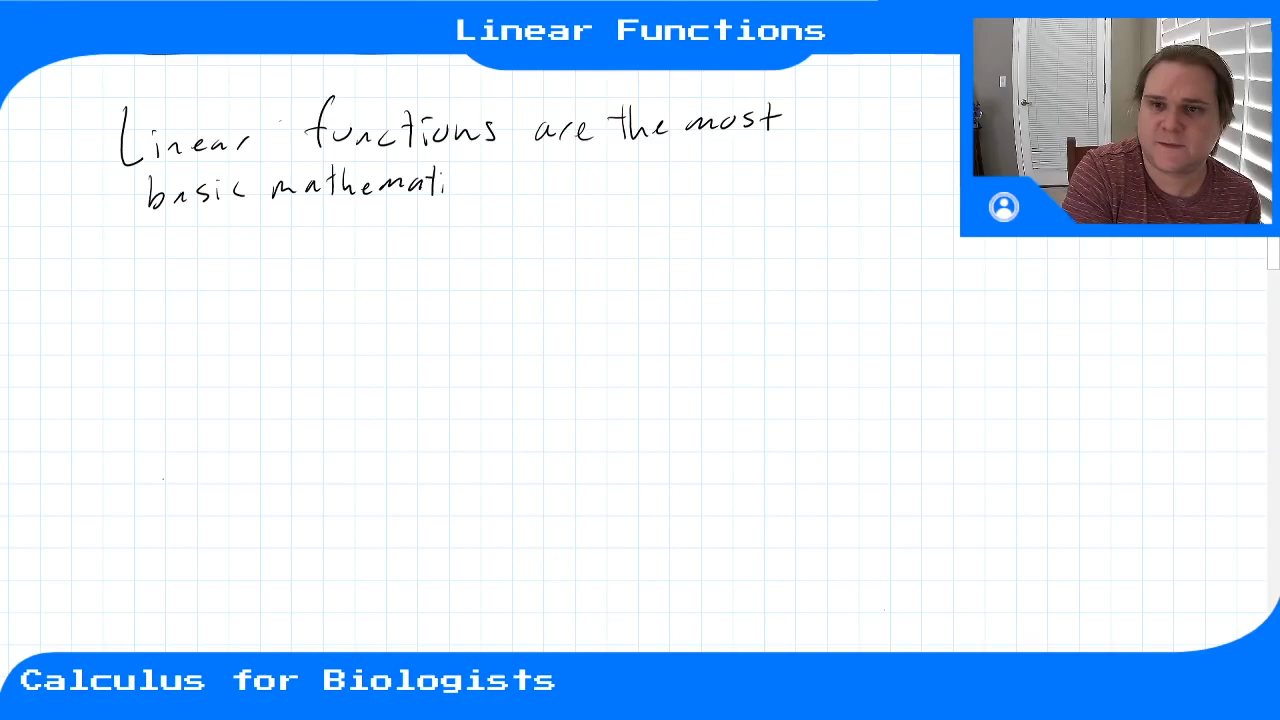 Linear Functions
Linear functions are the most
basic mathemati
Calculus for Biologists